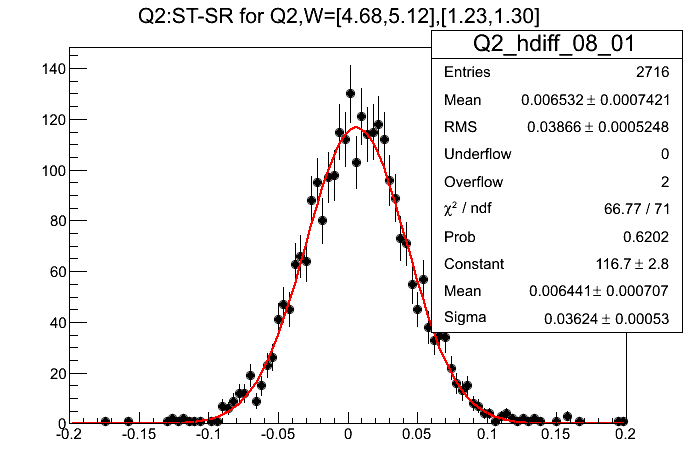 Q2:ST-SR for Q2,W=[4.68,5.12],[1.23,1.30]
Q2_hdiff_08_01
Entries 2716
Mean 0.006532 ± 0.0007421
RMS 0.03866 ± 0.0005248
Underflow 0
Overflow 2
χ² / ndf 66.77 / 71
Prob 0.6202
Constant 116.7 ± 2.8
Mean 0.006441 ± 0.000707
Sigma 0.03624 ± 0.00053
140
120
100
80
60
40
20
0
-0.2 -0.15 -0.1 -0.05 0 0.05 0.1 0.15 0.2